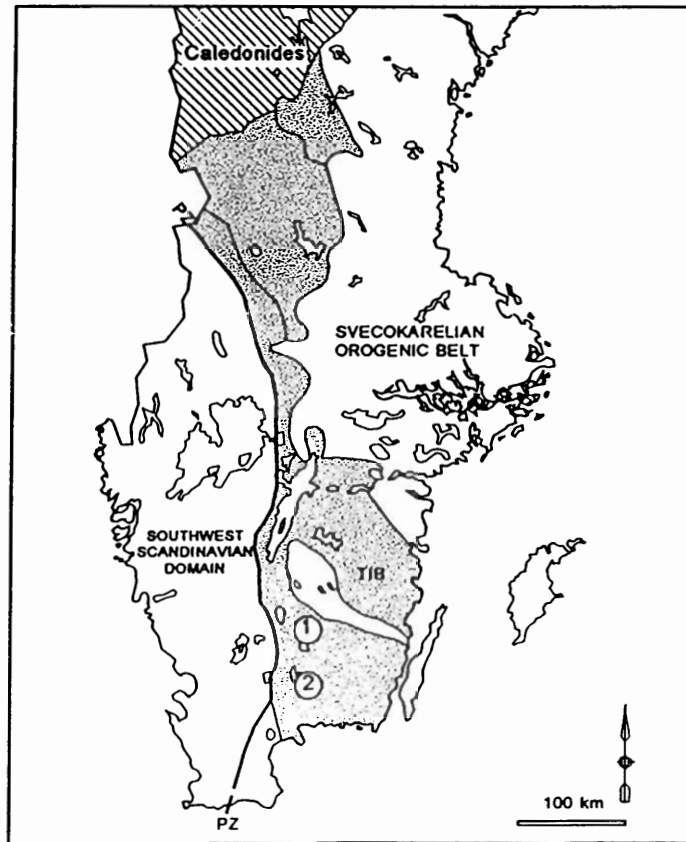 Caledonides
P
SVECOKARELIAN
OROGENIC BELT
SOUTHWEST
SCANDINAVIAN
DOMAIN
TIB
1
2
100 km
PZ